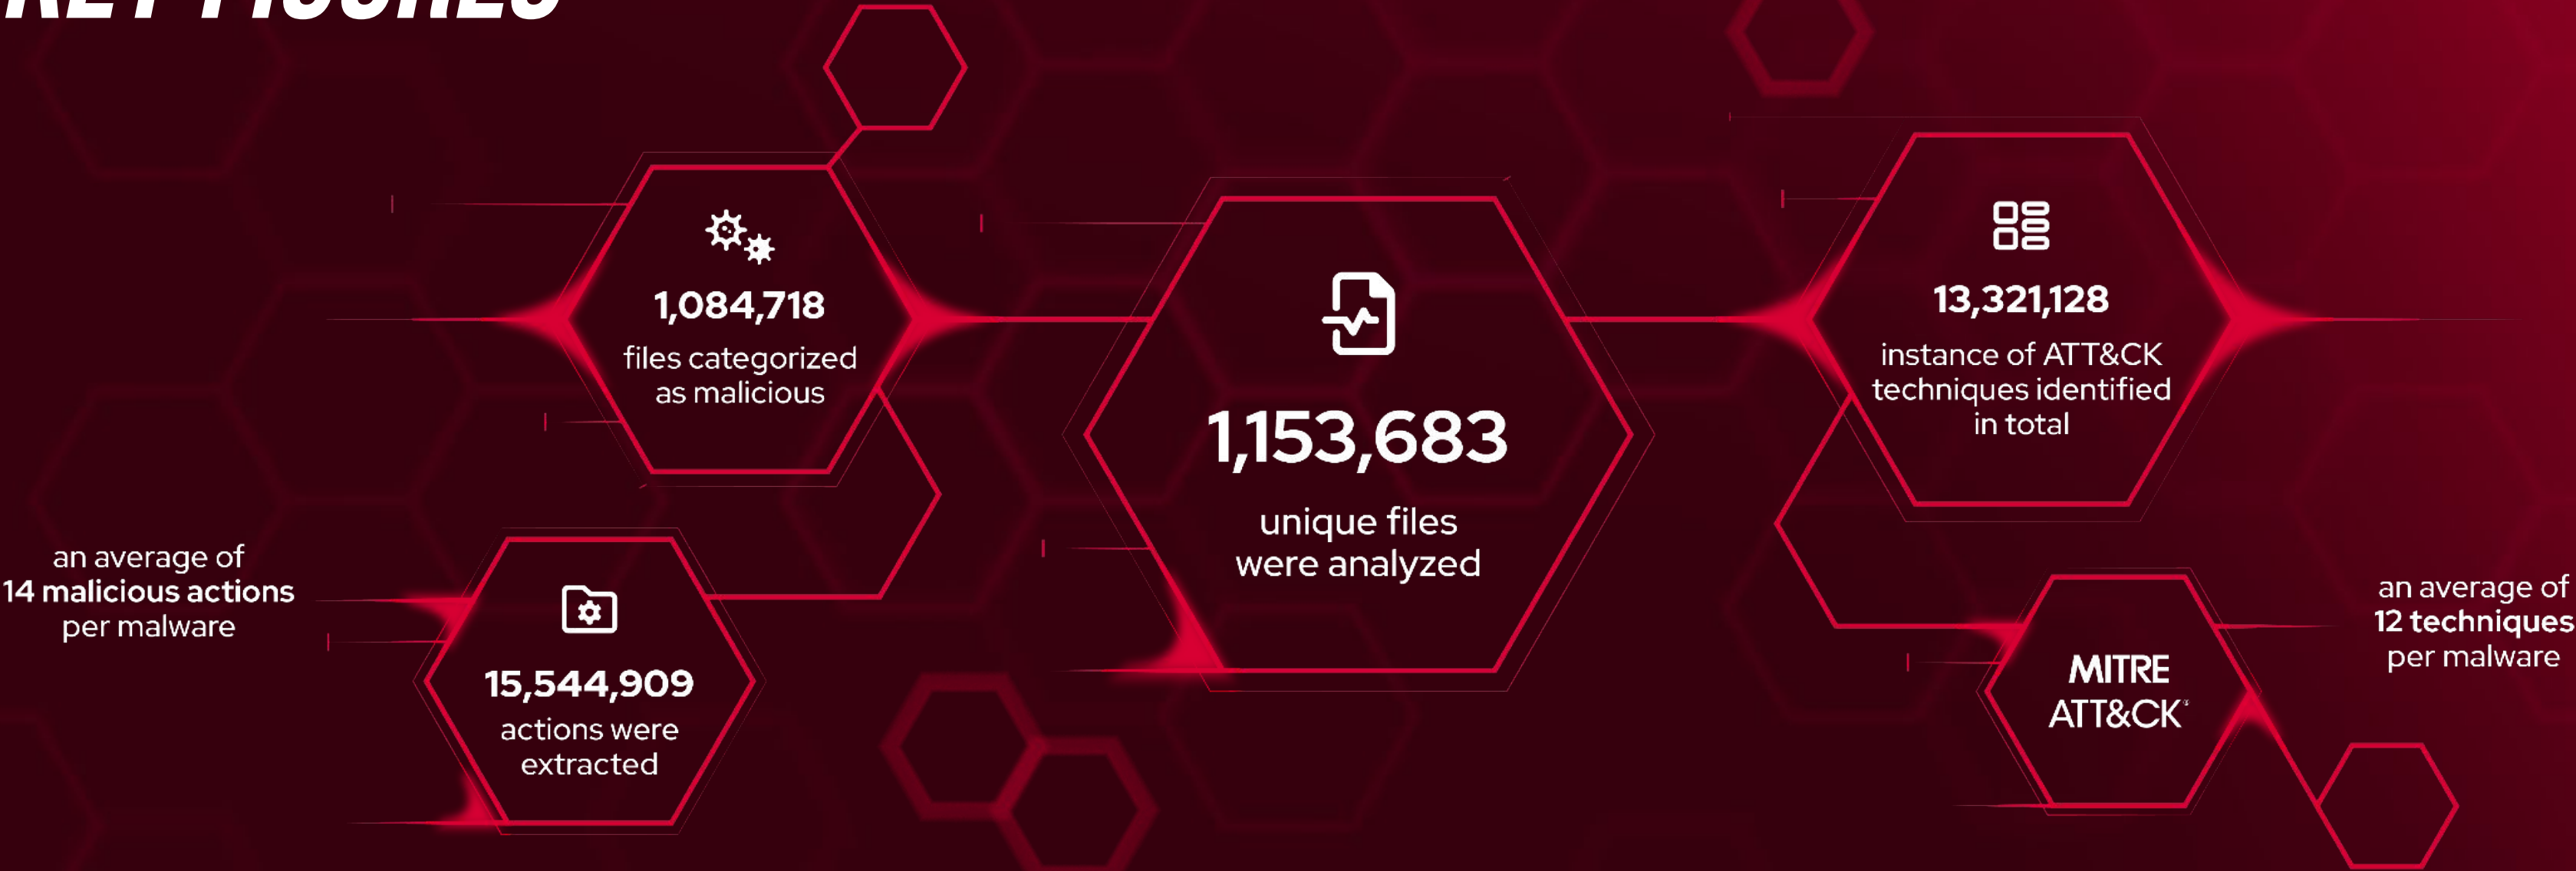 KEY FIGURES
1,084,718
files categorized
as malicious
an average of
14 malicious actions
per malware
15,544,909
actions were
extracted
1,153,683
unique files
were analyzed
13,321,128
instance of ATT&CK
techniques identified
in total
MITRE
ATT&CK®
an average of
12 techniques
per malware